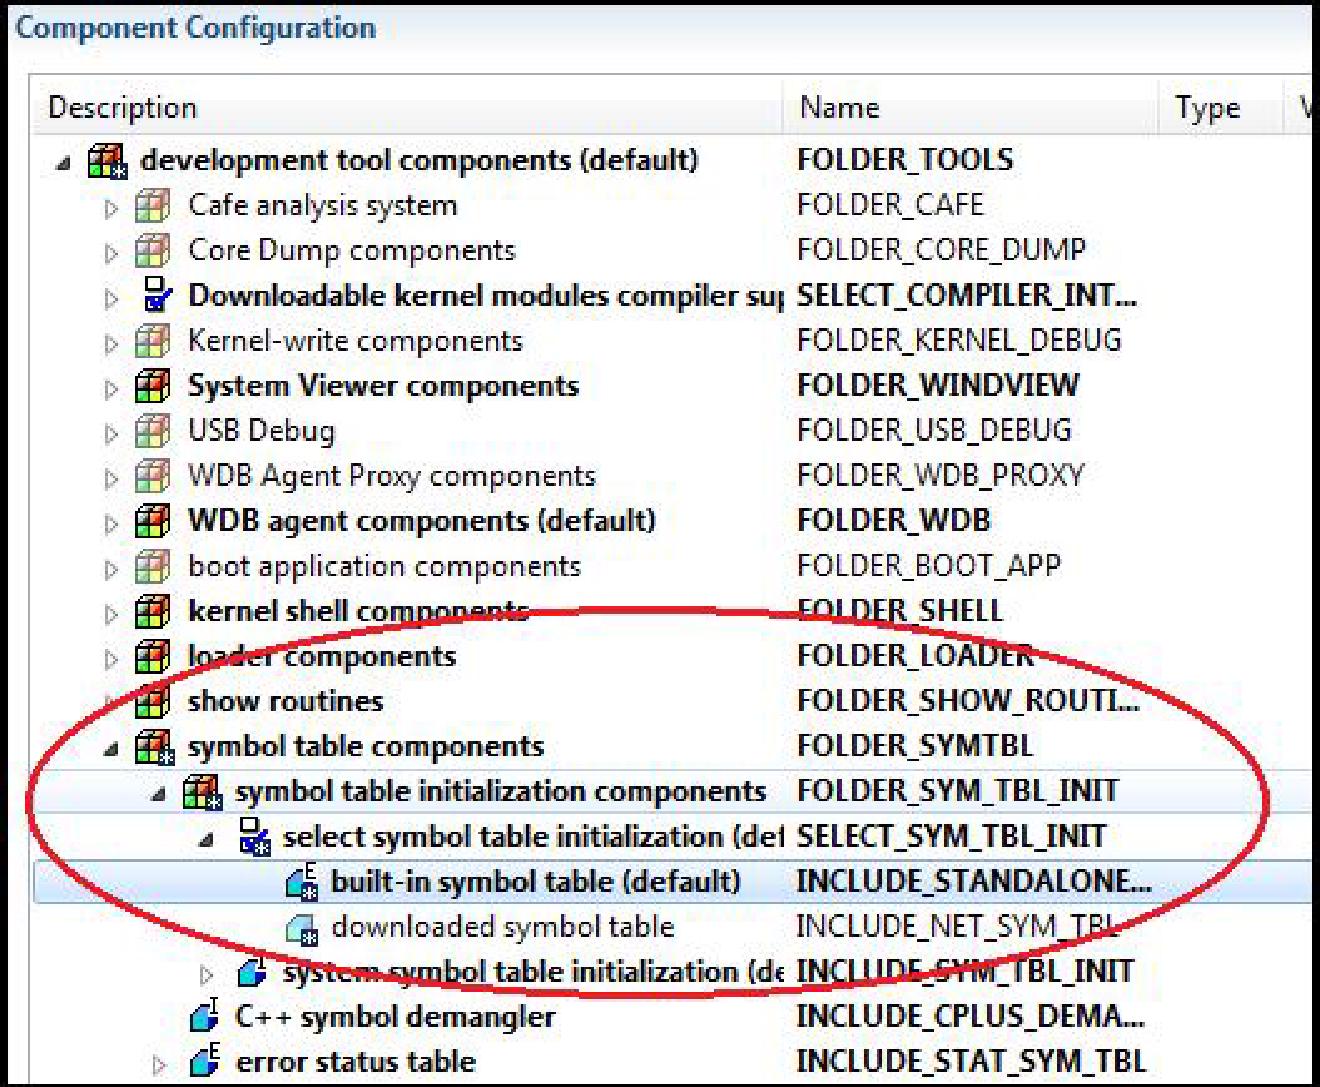 Component Configuration
Description Name Type
development tool components (default) FOLDER_TOOLS
Cafe analysis system FOLDER_CAFE
Core Dump components FOLDER_CORE_DUMP
Downloadable kernel modules compiler su SELECT_COMPILER_INT...
Kernel-write components FOLDER_KERNEL_DEBUG
System Viewer components FOLDER_WINDVIEW
USB Debug FOLDER_USB_DEBUG
WDB Agent Proxy components FOLDER_WDB_PROXY
WDB agent components (default) FOLDER_WDB
boot application components FOLDER_BOOT_APP
kernel shell components FOLDER_SHELL
loader components FOLDER_LOADER
show routines FOLDER_SHOW_ROUTI...
symbol table components FOLDER_SYMTBL
symbol table initialization components FOLDER_SYM_TBL_INIT
select symbol table initialization (def SELECT_SYM_TBL_INIT
E built-in symbol table (default) INCLUDE_STANDALONE...
downloaded symbol table INCLUDE_NET_SYM_TBL
I system symbol table initialization (de INCLUDE_SYM_TBL_INIT
I C++ symbol demangler INCLUDE_CPLUS_DEMA...
E error status table INCLUDE_STAT_SYM_TBL